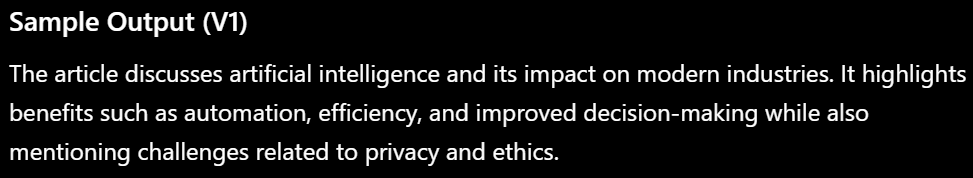 Sample Output (V1)
The article discusses artificial intelligence and its impact on modern industries. It highlights
benefits such as automation, efficiency, and improved decision-making while also
mentioning challenges related to privacy and ethics.